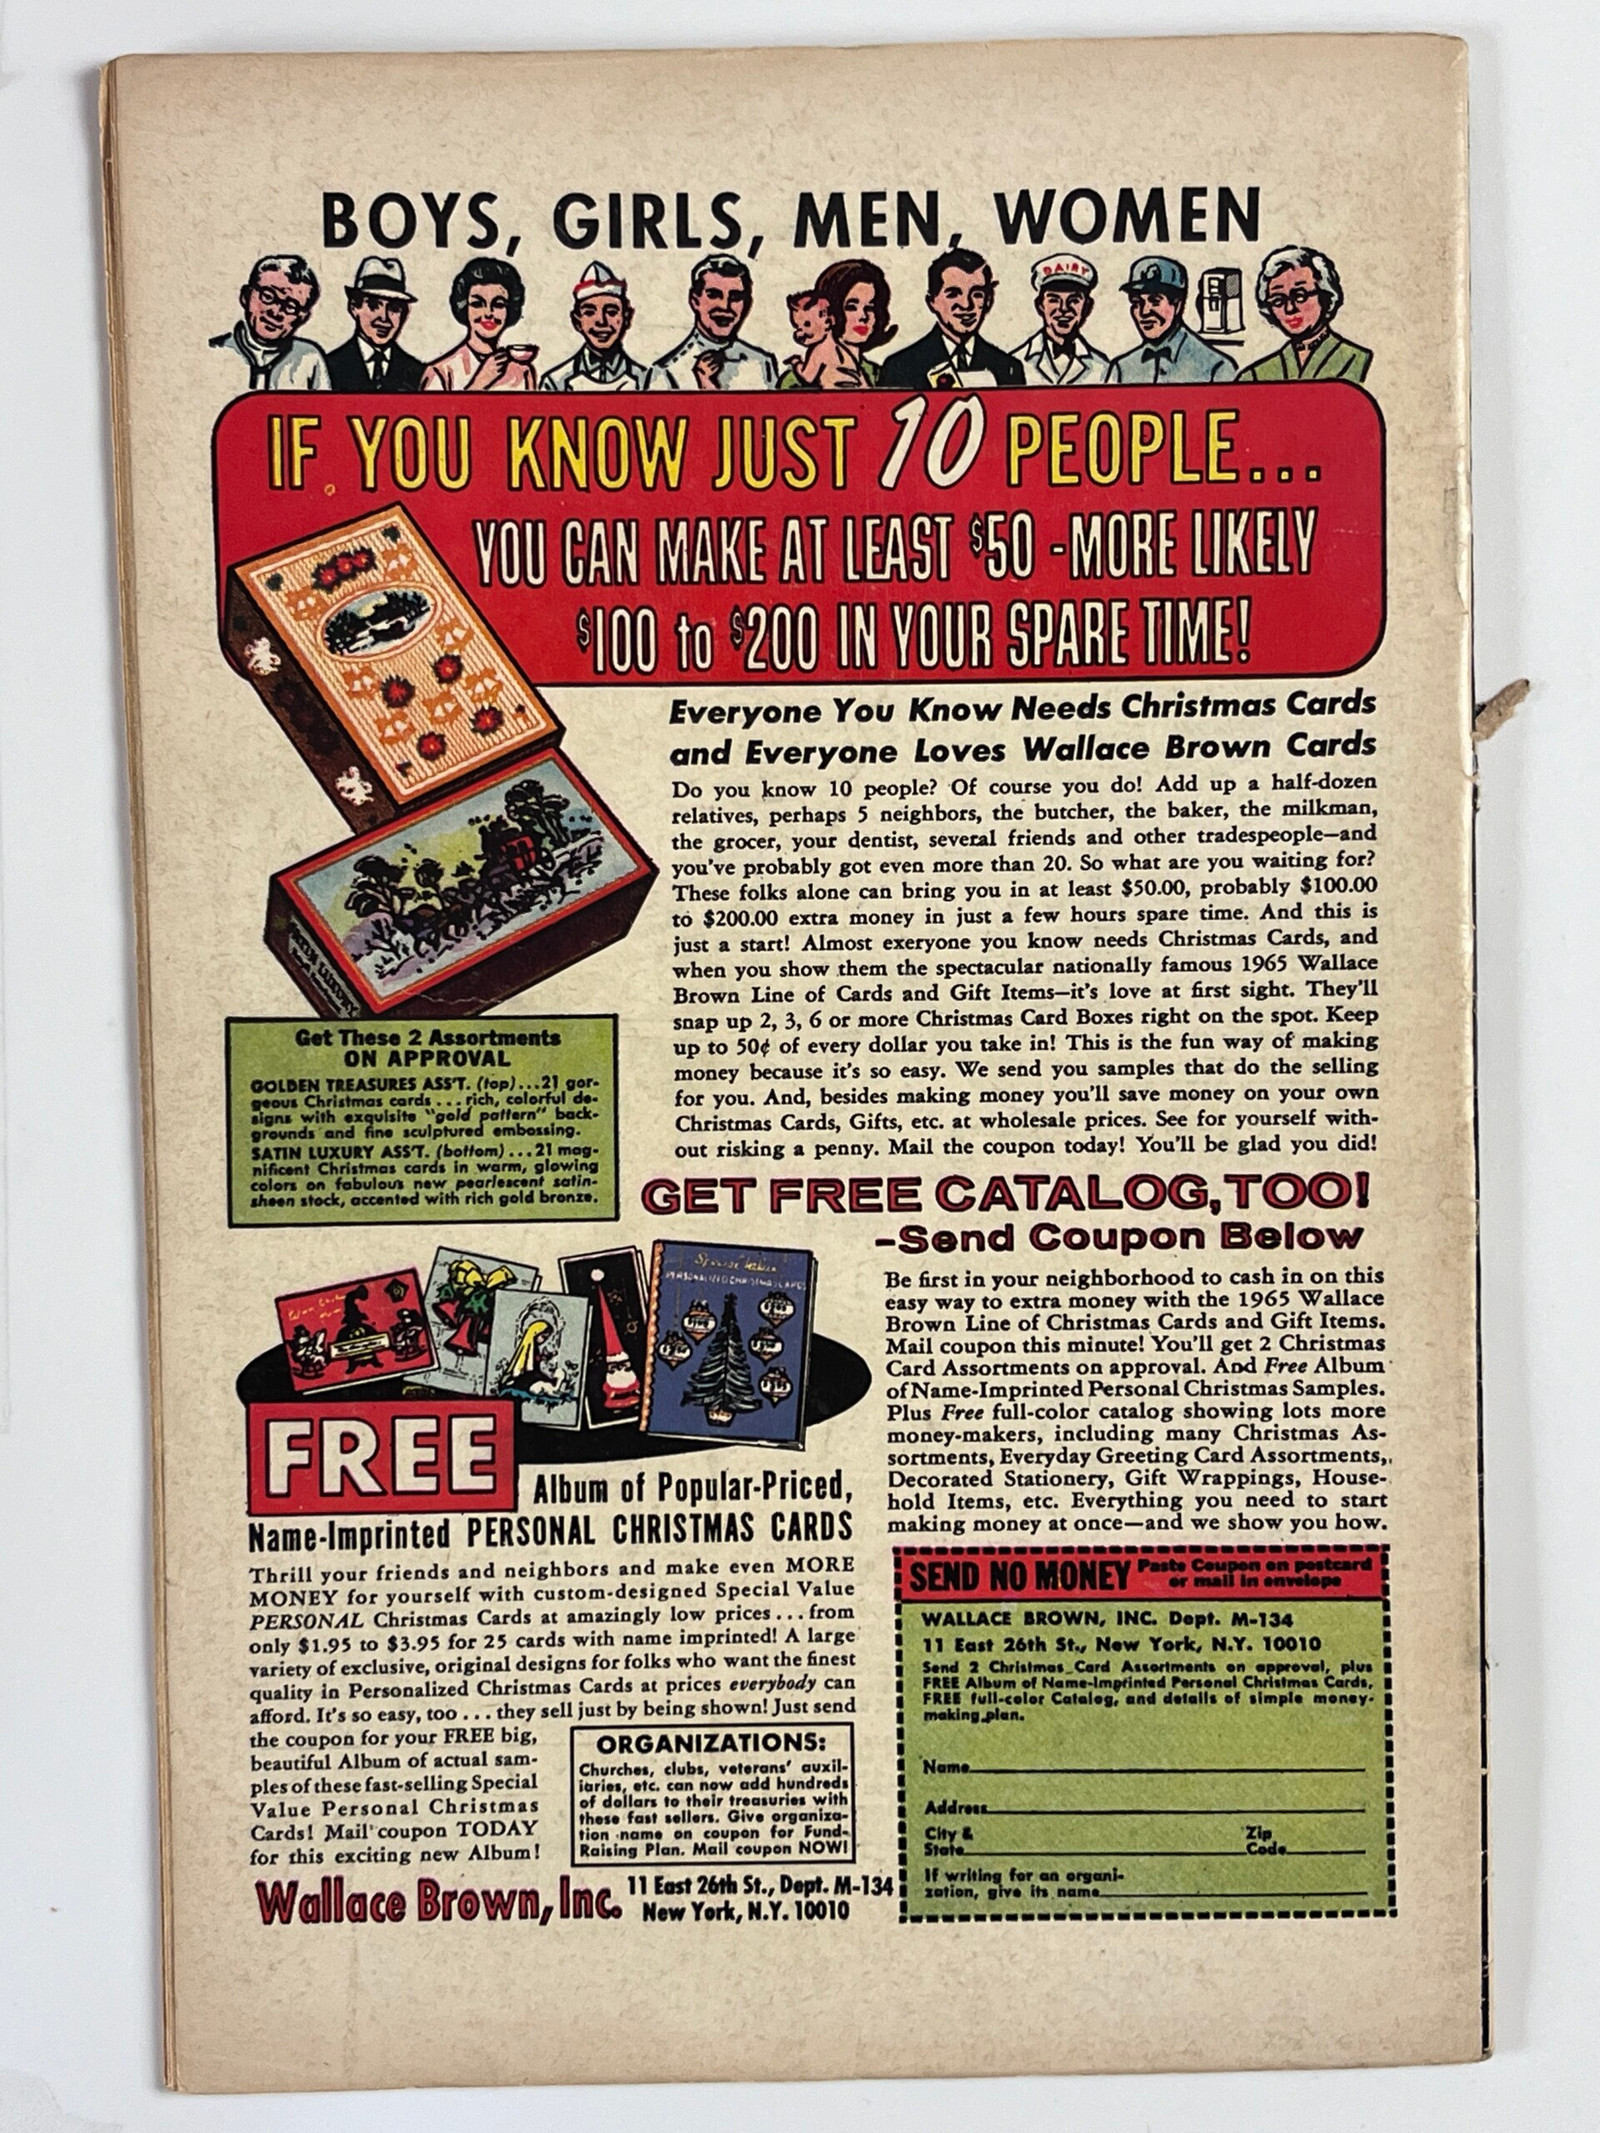 BOYS, GIRLS, MEN, WOMEN
DAIRY
IF YOU KNOW JUST 10 PEOPLE...
YOU CAN MAKE AT LEAST $50 - MORE LIKELY
$100 to $200 IN YOUR SPARE TIME!
Everyone You Know Needs Christmas Cards
and Everyone Loves Wallace Brown Cards
Do you know 10 people? Of course you do! Add up a half-dozen
relatives, perhaps 5 neighbors, the butcher, the baker, the milkman,
the grocer, your dentist, several friends and other tradespeople—and
you've probably got even more than 20. So what are you waiting for?
These folks alone can bring you in at least $50.00, probably $100.00
to $200.00 extra money in just a few hours spare time. And this is
just a start! Almost exeryone you know needs Christmas Cards, and
when you show them the spectacular nationally famous 1965 Wallace
Brown Line of Cards and Gift Items—it's love at first sight. They'll
snap up 2, 3, 6 or more Christmas Card Boxes right on the spot. Keep
up to 50¢ of every dollar you take in! This is the fun way of making
money because it's so easy. We send you samples that do the selling
for you. And, besides making money you'll save money on your own
Christmas Cards, Gifts, etc. at wholesale prices. See for yourself with-
out risking a penny. Mail the coupon today! You'll be glad you did!
Get These 2 Assortments
ON APPROVAL
GOLDEN TREASURES ASS'T. (top)...21 gor-
geous Christmas cards...rich, colorful de-
signs with exquisite "gold pattern" back-
grounds and fine sculptured embossing.
SATIN LUXURY ASS'T. (bottom)...21 mag-
nificent Christmas cards in warm, glowing
colors on fabulous new pearlescent satin-
sheen stock, accented with rich gold bronze.
GET FREE CATALOG, TOO!
-Send Coupon Below
Be first in your neighborhood to cash in on this
easy way to extra money with the 1965 Wallace
Brown Line of Christmas Cards and Gift Items.
Mail coupon this minute! You'll get 2 Christmas
Card Assortments on approval. And Free Album
of Name-Imprinted Personal Christmas Samples.
Plus Free full-color catalog showing lots more
money-makers, including many Christmas As-
sortments, Everyday Greeting Card Assortments,
Decorated Stationery, Gift Wrappings, House-
hold Items, etc. Everything you need to start
making money at once—and we show you how.
PERSONALIZED CHRISTMAS CARDS
FREE
Album of Popular-Priced,
Name-Imprinted PERSONAL CHRISTMAS CARDS
Thrill your friends and neighbors and make even MORE
MONEY for yourself with custom-designed Special Value
PERSONAL Christmas Cards at amazingly low prices...from
only $1.95 to $3.95 for 25 cards with name imprinted! A large
variety of exclusive, original designs for folks who want the finest
quality in Personalized Christmas Cards at prices everybody can
afford. It's so easy, too...they sell just by being shown! Just send
the coupon for your FREE big,
beautiful Album of actual sam-
ples of these fast-selling Special
Value Personal Christmas
Cards! Mail coupon TODAY
for this exciting new Album!
ORGANIZATIONS:
Churches, clubs, veterans' auxil-
iaries, etc. can now add hundreds
of dollars to their treasuries with
these fast sellers. Give organiza-
tion name on coupon for Fund-
Raising Plan. Mail coupon NOW!
Wallace Brown, Inc.
11 East 26th St., Dept. M-134
New York, N.Y. 10010
SEND NO MONEY Paste Coupon on postcard
or mail in envelope
WALLACE BROWN, INC. Dept. M-134
11 East 26th St., New York, N.Y. 10010
Send 2 Christmas Card Assortments on approval, plus
FREE Album of Name-Imprinted Personal Christmas Cards,
FREE full-color Catalog, and details of simple money-
making plan.
Name
Address
City & Zip
State Code
If writing for an organi-
zation, give its name